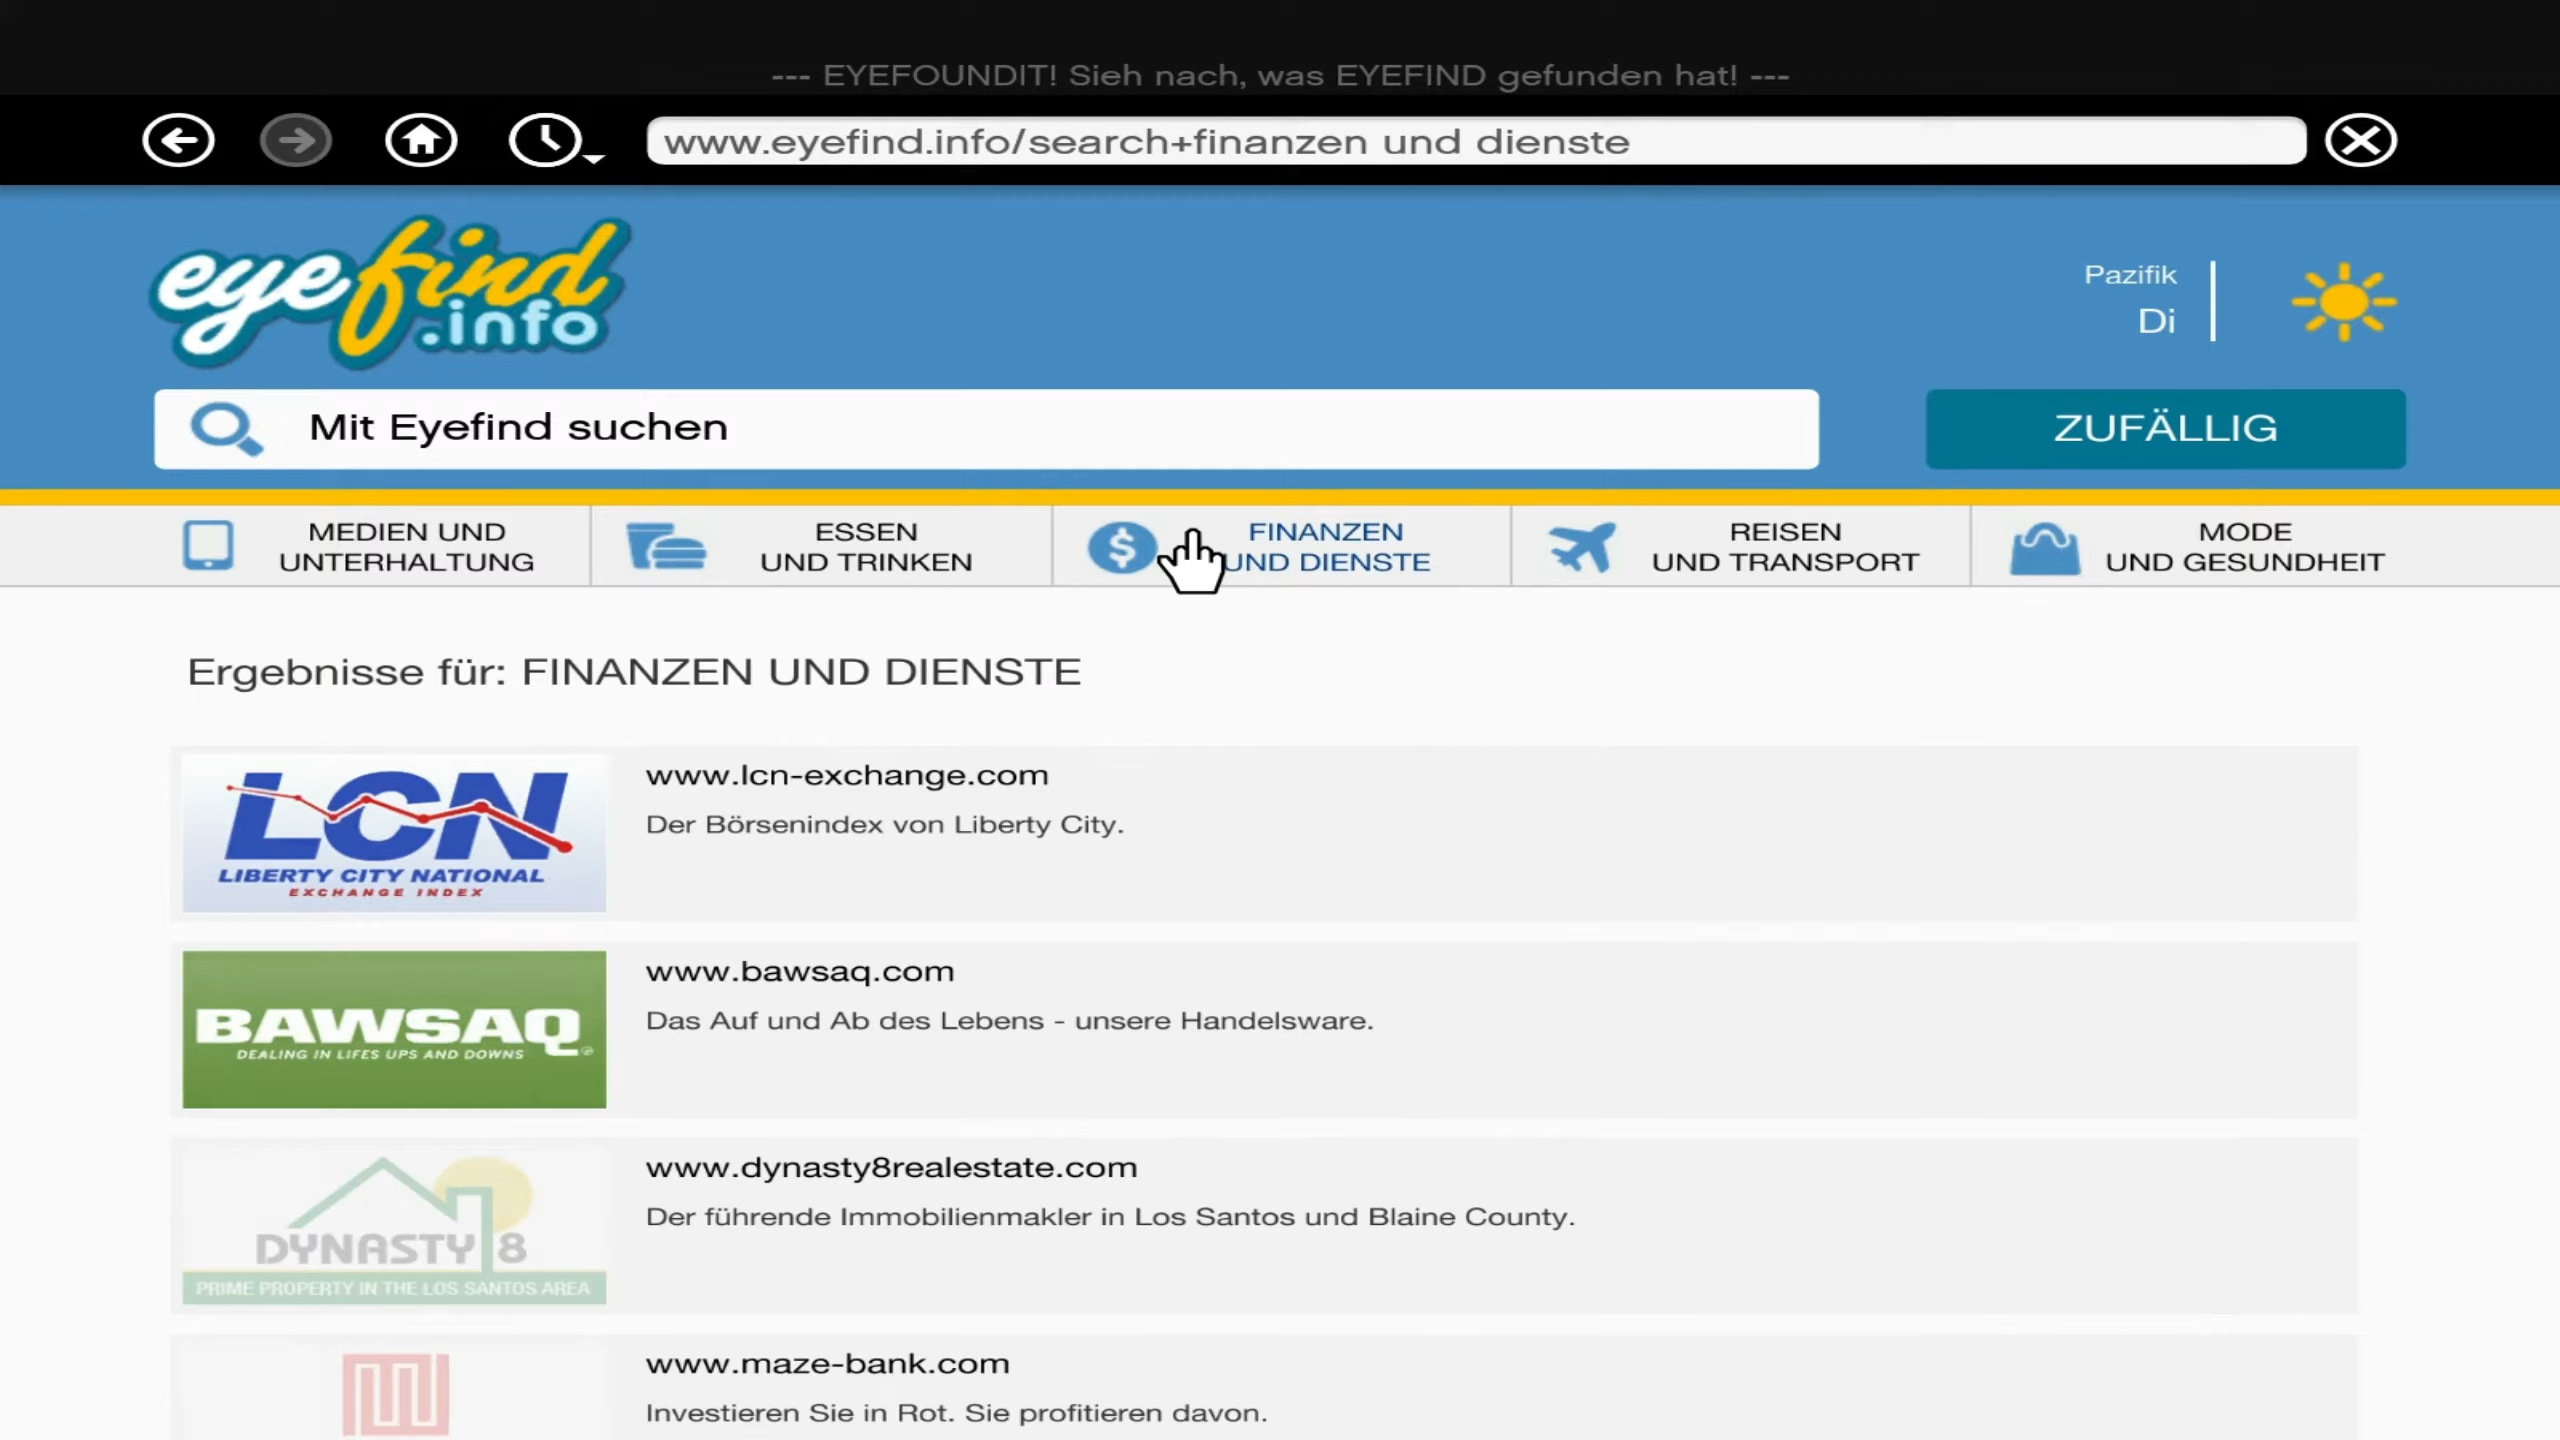 --- EYEFOUNDIT! Sieh nach, was EYEFIND gefunden hat! ---
www.eyefind.info/search+finanzen und dienste
eyefind
.info
Pazifik
Di
Mit Eyefind suchen
ZUFÄLLIG
MEDIEN UND
UNTERHALTUNG
ESSEN
UND TRINKEN
$
FINANZEN
UND DIENSTE
REISEN
UND TRANSPORT
MODE
UND GESUNDHEIT
Ergebnisse für: FINANZEN UND DIENSTE
LCN
LIBERTY CITY NATIONAL
EXCHANGE INDEX
www.lcn-exchange.com
Der Börsenindex von Liberty City.
BAWSAQ
DEALING IN LIFES UPS AND DOWNS
www.bawsaq.com
Das Auf und Ab des Lebens - unsere Handelsware.
DYNASTY 8
PRIME PROPERTY IN THE LOS SANTOS AREA
www.dynasty8realestate.com
Der führende Immobilienmakler in Los Santos und Blaine County.
www.maze-bank.com
Investieren Sie in Rot. Sie profitieren davon.